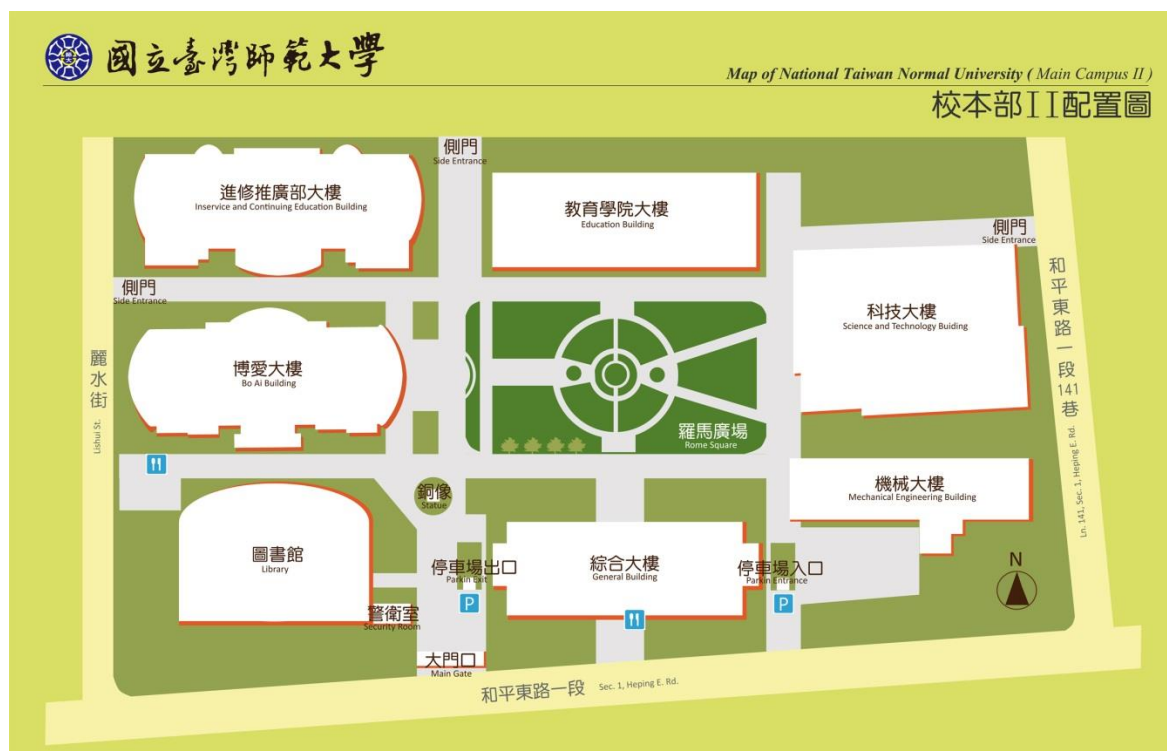 國立臺灣師範大學
Map of National Taiwan Normal University ( Main Campus II )
校本部II配置圖
側門
Side Entrance
進修推廣部大樓
Inservice and Continuing Education Building
教育學院大樓
Education Building
側門
Side Entrance
側門
Side Entrance
科技大樓
Science and Technology Buiding
博愛大樓
Bo Ai Building
麗水街
Lishui St.
和平東路一段141巷
Ln. 141, Sec. 1, Heping E. Rd.
羅馬廣場
Rome Square
機械大樓
Mechanical Engineering Building
銅像
Statue
圖書館
Library
停車場出口
Parkin Exit
P
綜合大樓
General Building
停車場入口
Parkin Entrance
P
N
警衛室
Security Room
大門口
Main Gate
和平東路一段 Sec. 1, Heping E. Rd.